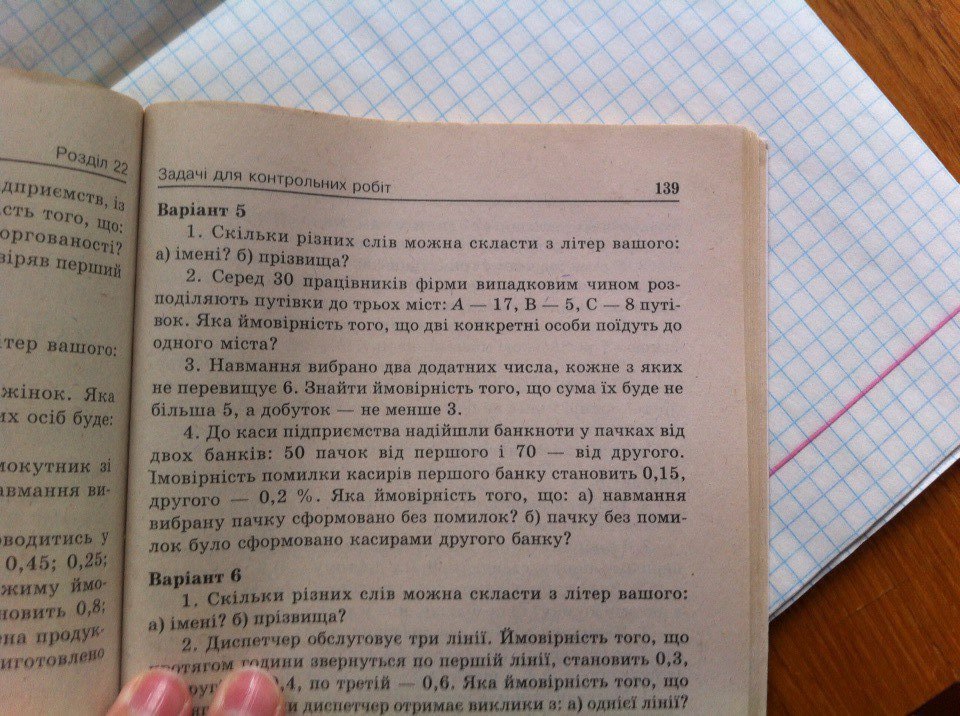 Розділ 22
дприємств, із
сть того, що:
оргованості?
віряв перший
ітер вашого:
жінок. Яка
их осіб буде:
мокутник зі
авмання ви-
оводитись у
0,45; 0,25;
жиму ймо-
новить 0,8;
ена продук-
иготовлено
Задачі для контрольних робіт 139
Варіант 5
1. Скільки різних слів можна скласти з літер вашого:
а) імені? б) прізвища?
2. Серед 30 працівників фірми випадковим чином роз-
поділяють путівки до трьох міст: A — 17, B — 5, C — 8 путі-
вок. Яка ймовірність того, що дві конкретні особи поїдуть до
одного міста?
3. Навмання вибрано два додатних числа, кожне з яких
не перевищує 6. Знайти ймовірність того, що сума їх буде не
більша 5, а добуток — не менше 3.
4. До каси підприємства надійшли банкноти у пачках від
двох банків: 50 пачок від першого і 70 — від другого.
Імовірність помилки касирів першого банку становить 0,15,
другого — 0,2 %. Яка ймовірність того, що: а) навмання
вибрану пачку сформовано без помилок? б) пачку без поми-
лок було сформовано касирами другого банку?
Варіант 6
1. Скільки різних слів можна скласти з літер вашого:
а) імені? б) прізвища?
2. Диспетчер обслуговує три лінії. Ймовірність того, що
протягом години звернуться по першій лінії, становить 0,3,
0,4, по третій — 0,6. Яка ймовірність того, що
диспетчер отримає виклики з: а) однієї лінії?